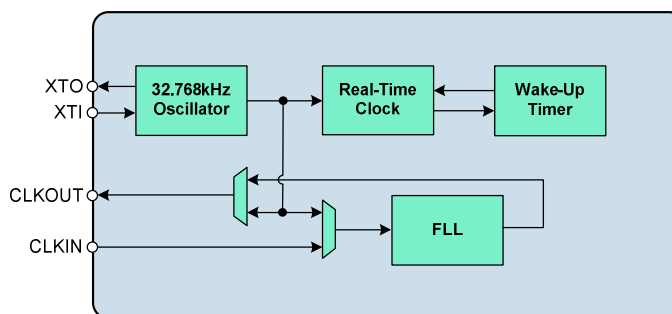 XTO
XTI
32.768kHz
Oscillator
Real-Time
Clock
Wake-Up
Timer
CLKOUT
CLKIN
FLL